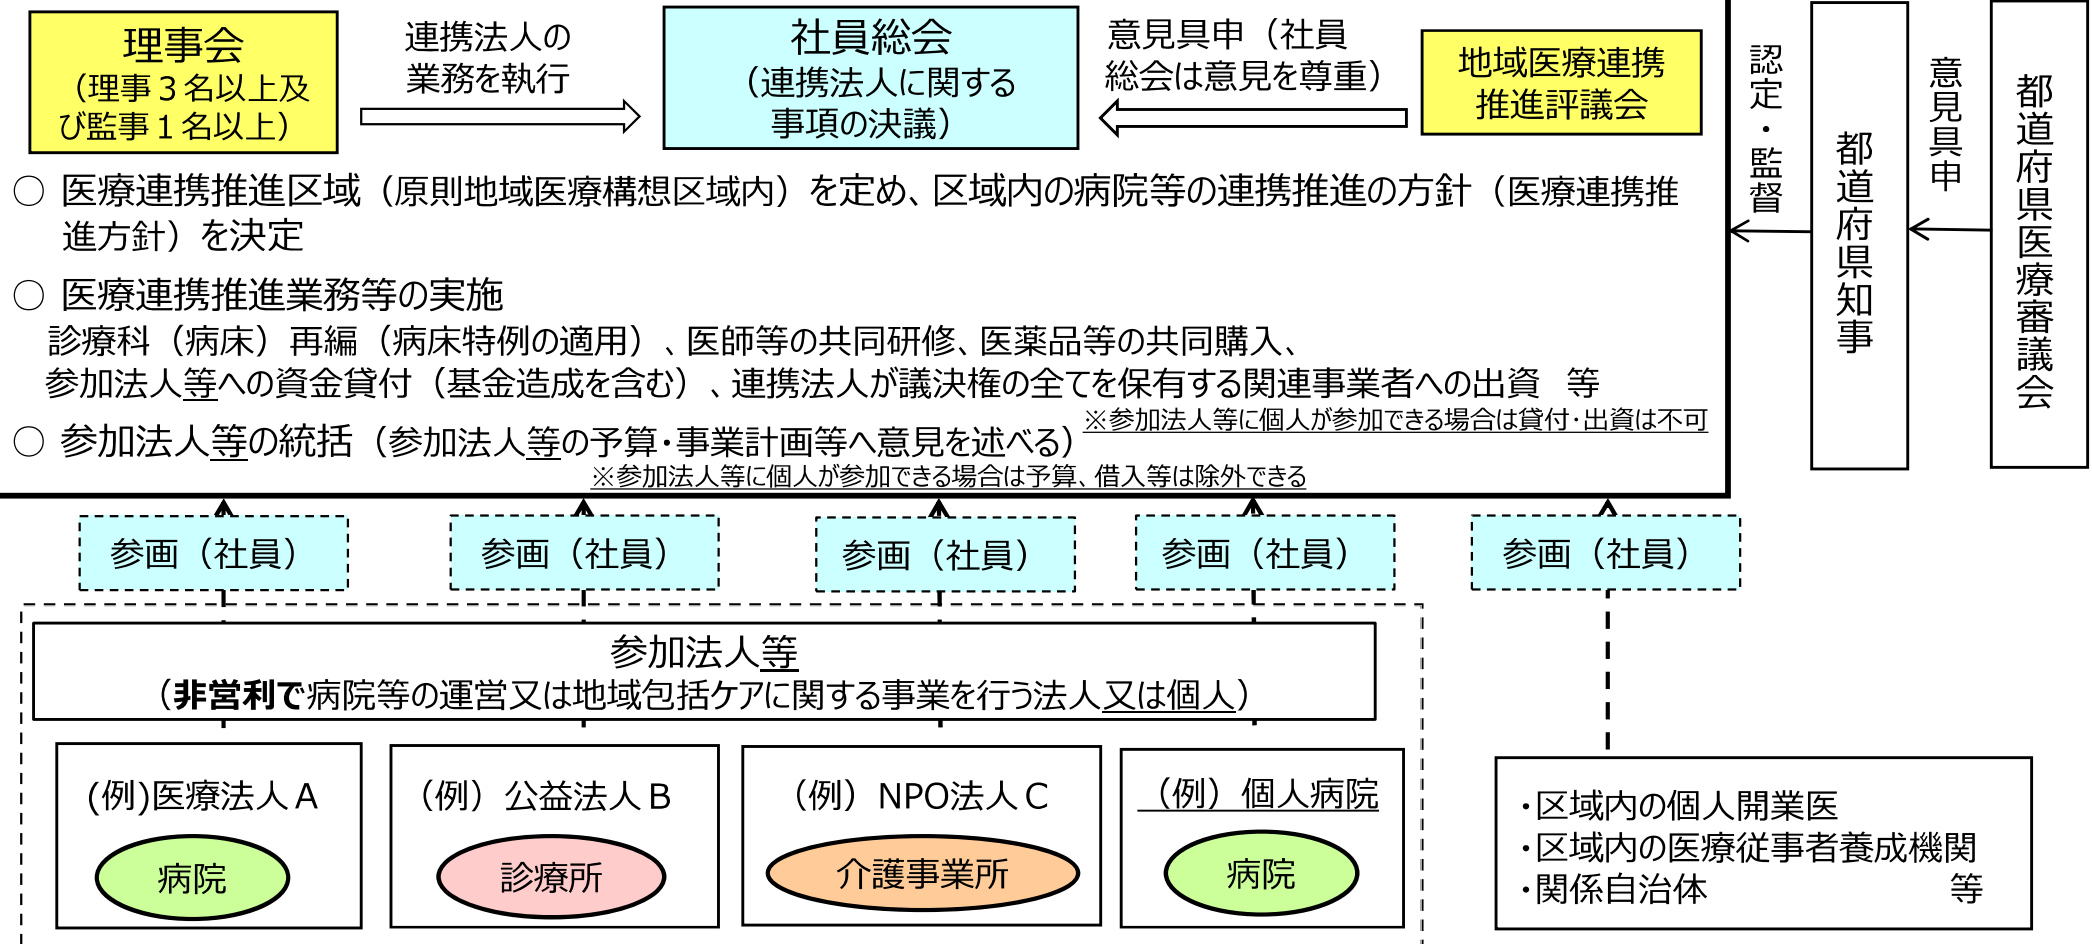 理事会
（理事３名以上及
び監事１名以上）
連携法人の
業務を執行
社員総会
（連携法人に関する
事項の決議）
意見具申（社員
総会は意見を尊重）
地域医療連携
推進評議会
認定・監督
都道府県知事
意見具申
都道府県医療審議会
○ 医療連携推進区域（原則地域医療構想区域内）を定め、区域内の病院等の連携推進の方針（医療連携推
進方針）を決定
○ 医療連携推進業務等の実施
診療科（病床）再編（病床特例の適用）、医師等の共同研修、医薬品等の共同購入、
参加法人等への資金貸付（基金造成を含む）、連携法人が議決権の全てを保有する関連事業者への出資　等
※参加法人等に個人が参加できる場合は貸付・出資は不可
○ 参加法人等の統括（参加法人等の予算・事業計画等へ意見を述べる）
※参加法人等に個人が参加できる場合は予算、借入等は除外できる
参画（社員）
参画（社員）
参画（社員）
参画（社員）
参画（社員）
参加法人等
（非営利で病院等の運営又は地域包括ケアに関する事業を行う法人又は個人）
(例)医療法人Ａ
病院
（例）公益法人Ｂ
診療所
（例）NPO法人Ｃ
介護事業所
（例）個人病院
病院
・区域内の個人開業医
・区域内の医療従事者養成機関
・関係自治体　　　　　　　等